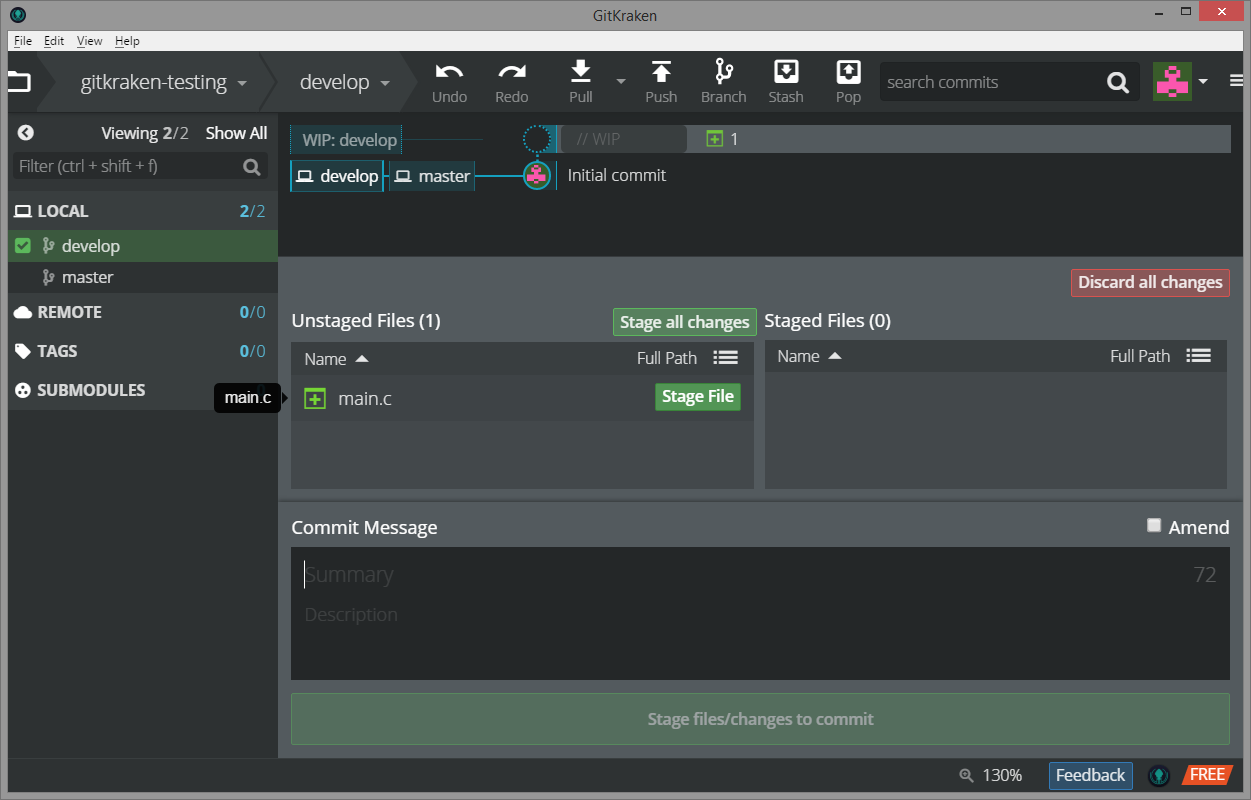 GitKraken
File Edit View Help
gitkraken-testing develop Undo Redo Pull Push Branch Stash Pop search commits
Viewing 2/2 Show All
Filter (ctrl + shift + f)
LOCAL 2/2
develop
master
REMOTE 0/0
TAGS 0/0
SUBMODULES
main.c
WIP: develop // WIP 1
develop master Initial commit
Discard all changes
Unstaged Files (1) Stage all changes Staged Files (0)
Name Full Path Name Full Path
main.c Stage File
Commit Message Amend
Summary 72
Description
Stage files/changes to commit
130% Feedback FREE